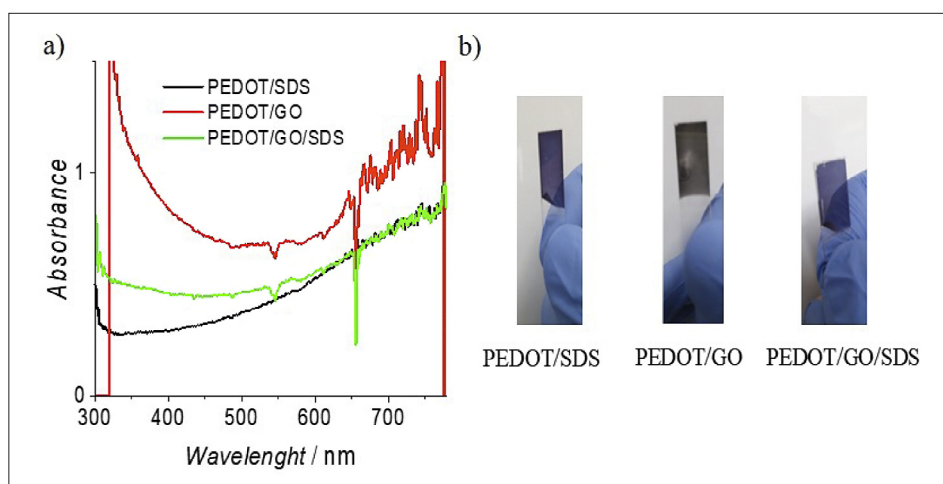 a)
b)
PEDOT/SDS
PEDOT/GO
PEDOT/GO/SDS
1
0
Absorbance
300 400 500 600 700
Wavelenght / nm
PEDOT/SDS PEDOT/GO PEDOT/GO/SDS